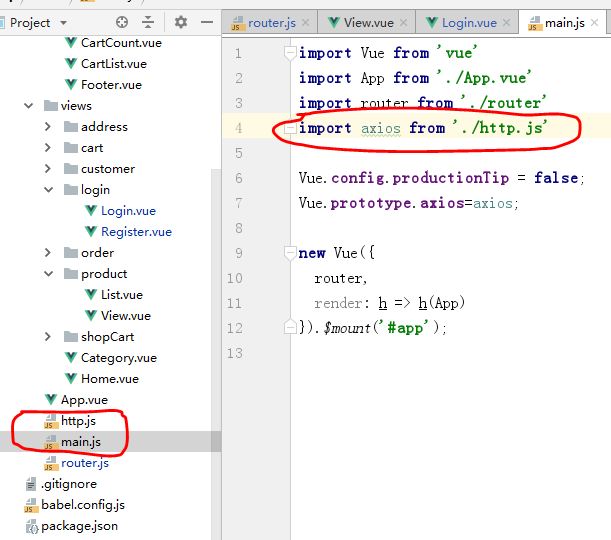 Project
CartCount.vue
CartList.vue
Footer.vue
views
address
cart
customer
login
Login.vue
Register.vue
order
product
List.vue
View.vue
shopCart
Category.vue
Home.vue
App.vue
http.js
main.js
router.js
.gitignore
babel.config.js
package.json
router.js
View.vue
Login.vue
main.js
1 import Vue from 'vue'
2 import App from './App.vue'
3 import router from './router'
4 import axios from './http.js'
5
6 Vue.config.productionTip = false;
7 Vue.prototype.axios=axios;
8
9 new Vue({
10 router,
11 render: h => h(App)
12 }).$mount('#app');
13